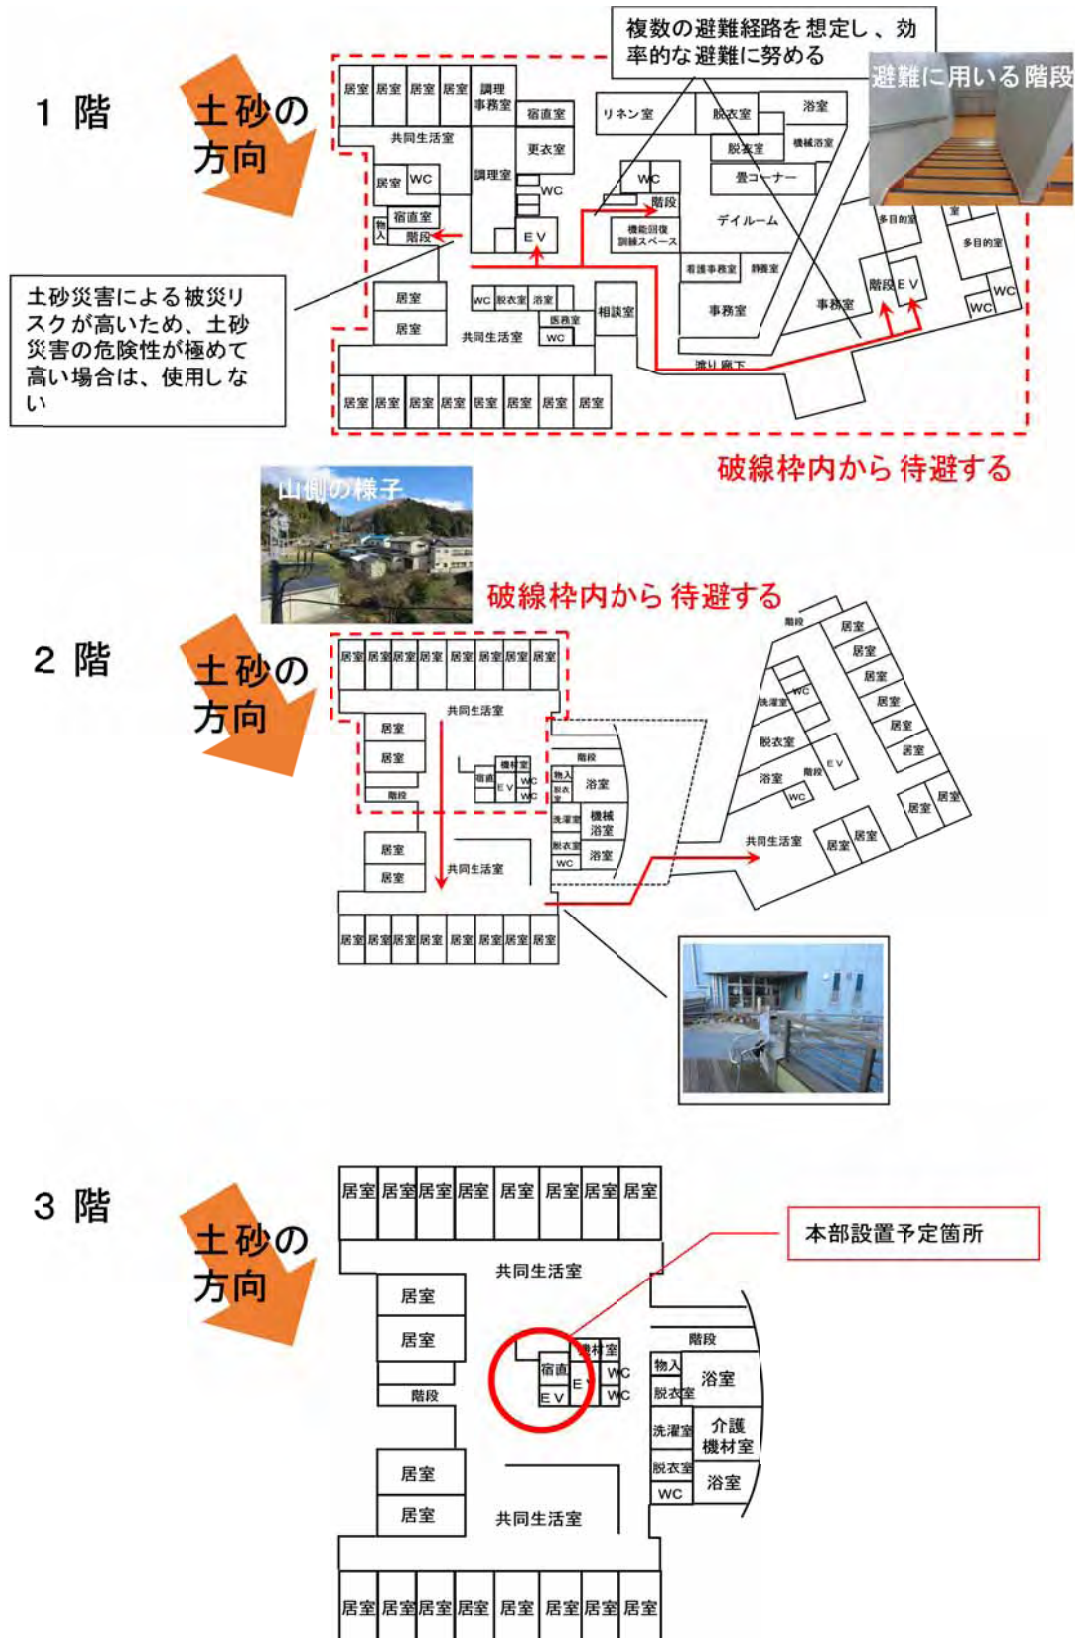 複数の避難経路を想定し、効
率的な避難に努める
避難に用いる階段
1 階
土砂の
方向
居室 居室 居室 居室 調理
事務室
宿直室
共同生活室
更衣室
調理室
居室 WC
WC
宿直室
物入
階段
EV
リネン室 脱衣室 浴室
脱衣室 機械浴室
WC
畳コーナー
階段
デイルーム
機能回復
訓練スペース
看護事務室 静養室
事務室
多目的室
室
多目的室
階段 EV
事務室
WC
WC
土砂災害による被災リ
スクが高いため、土砂
災害の危険性が極めて
高い場合は、使用しな
い
居室
居室
WC 脱衣室 浴室
医務室
WC
相談室
共同生活室
渡り廊下
居室 居室 居室 居室 居室 居室 居室 居室
破線枠内から待避する
山側の様子
破線枠内から待避する
2 階
土砂の
方向
居室 居室 居室 居室 居室 居室 居室 居室
共同生活室
居室
居室
階段
機材室
宿直
EV
WC
WC
階段
物入
脱衣室
浴室
洗濯室
機械
浴室
脱衣室
WC
浴室
居室
居室
共同生活室
居室 居室 居室 居室 居室 居室 居室 居室
階段
居室
居室
居室
居室
居室
居室
WC
洗濯室
脱衣室
浴室
階段
EV
WC
共同生活室
居室 居室
居室 居室
3 階
土砂の
方向
居室 居室 居室 居室 居室 居室 居室 居室
本部設置予定箇所
共同生活室
居室
居室
階段
機材室
宿直
EV
EV
WC
WC
階段
物入
脱衣室
浴室
洗濯室
介護
機材室
脱衣室
WC
浴室
居室
居室
共同生活室
居室 居室 居室 居室 居室 居室 居室 居室